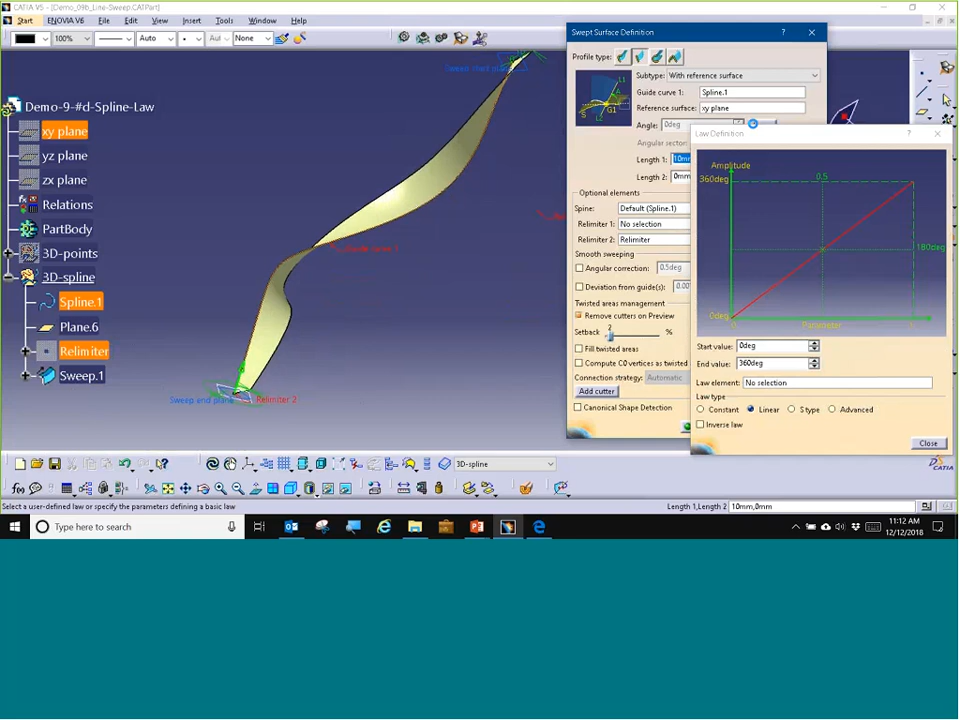 CATIA V5 - [Demo_09b_Line-Sweep.CATPart]
Start ENOVIA V5 File Edit View Insert Tools Window Help
100% Auto Aut None
Demo-9-#d-Spline-Law
xy plane
yz plane
zx plane
Relations
PartBody
3D-points
3D-spline
Spline.1
Plane.6
Relimiter
Sweep.1
Sweep end plane
Relimiter 2
Swept Surface Definition
Profile type:
Subtype: With reference surface
Guide curve 1: Spline.1
Reference surface: xy plane
Angle: 0deg
Angular sector:
Length 1: 10mm
Length 2: 0mm
Optional elements
Spine: Default (Spline.1)
Relimiter 1: No selection
Relimiter 2: Relimiter
Smooth sweeping
Angular correction: 0.5deg
Deviation from guide(s): 0.00
Twisted areas management
Remove cutters on Preview
Setback 2 %
Fill twisted areas
Compute C0 vertices as twisted
Connection strategy: Automatic
Add cutter
Canonical Shape Detection
Law Definition
Amplitude
360deg
0.5
180deg
0deg
0 Parameter
Start value: 0deg
End value: 360deg
Law element: No selection
Law type
Constant Linear S type Advanced
Inverse law
Close
3D-spline
CATIA
Select a user-defined law or specify the parameters defining a basic law
Length 1,Length 2 10mm,0mm
Type here to search
11:12 AM
12/12/2018